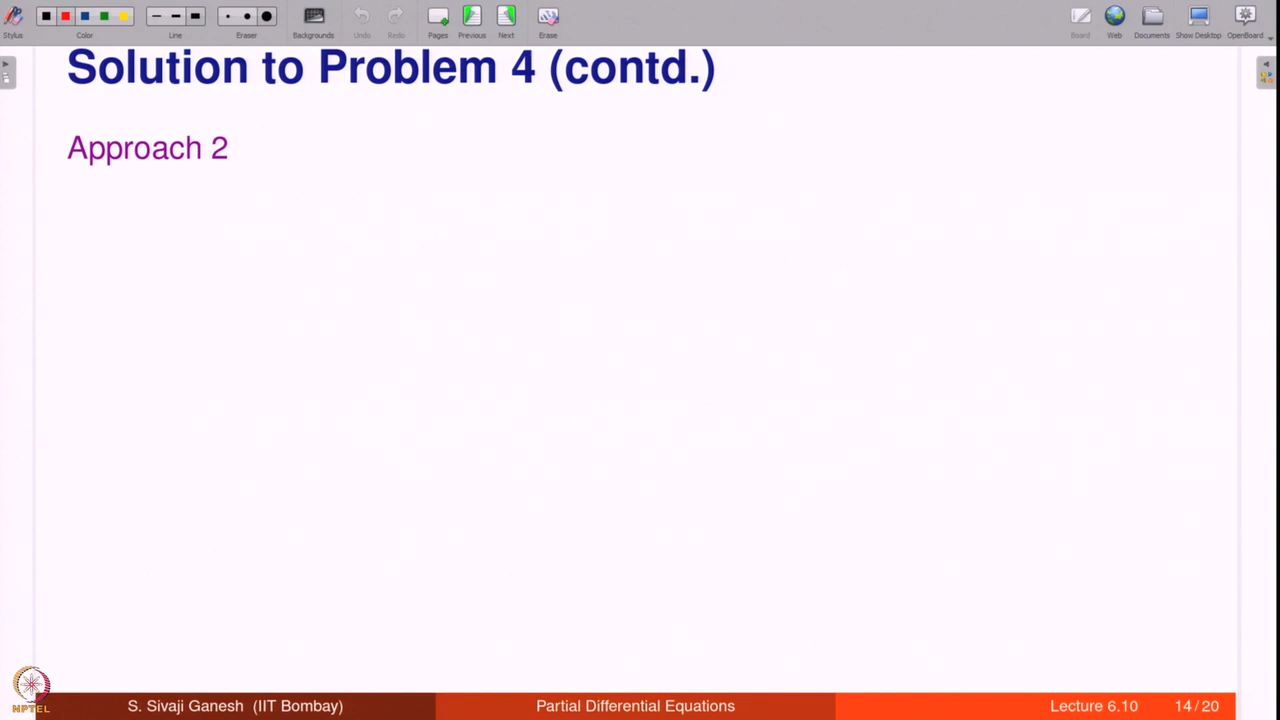 Stylus
Color
Line
Eraser
Backgrounds
Undo
Redo
Pages
Previous
Next
Erase
Board
Web
Documents
Show Desktop
OpenBoard
Solution to Problem 4 (contd.)
Approach 2
NPTEL
S. Sivaji Ganesh (IIT Bombay)
Partial Differential Equations
Lecture 6.10
14 / 20